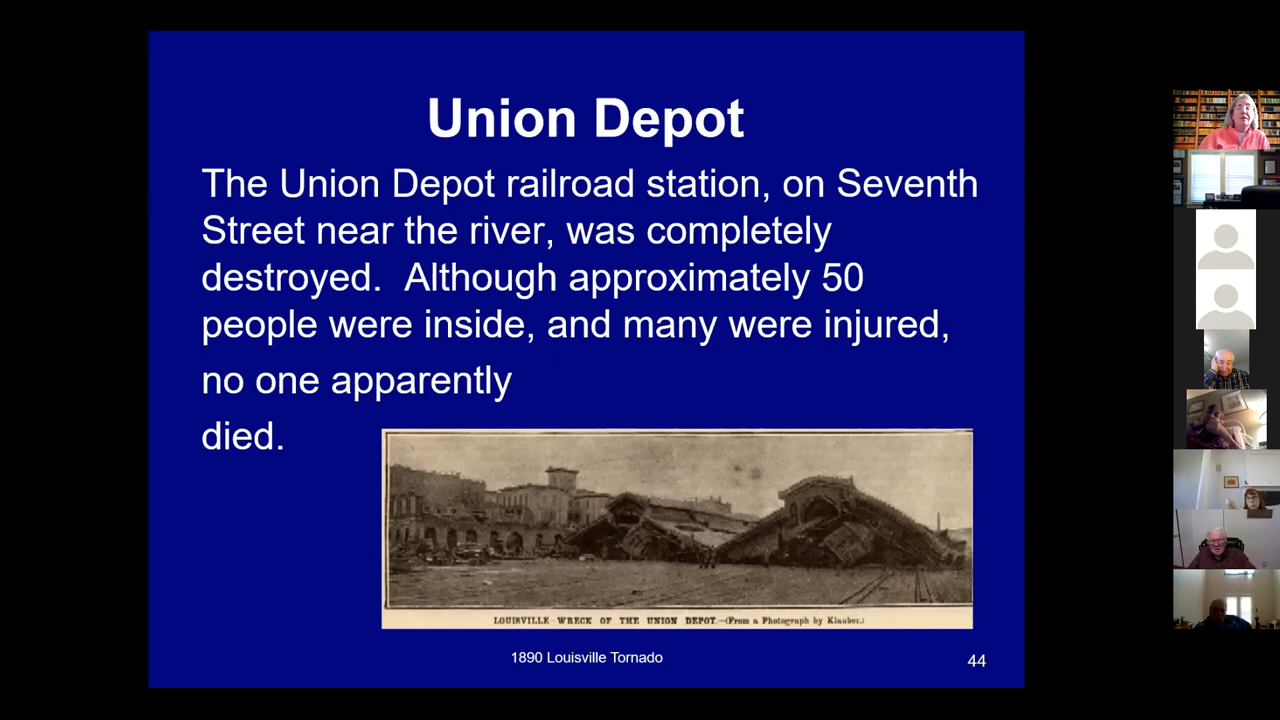 Union Depot
The Union Depot railroad station, on Seventh
Street near the river, was completely
destroyed.  Although approximately 50
people were inside, and many were injured,
no one apparently
died.
LOUISVILLE WRECK OF THE UNION DEPOT.—(From a Photograph by Klauber.)
1890 Louisville Tornado
44